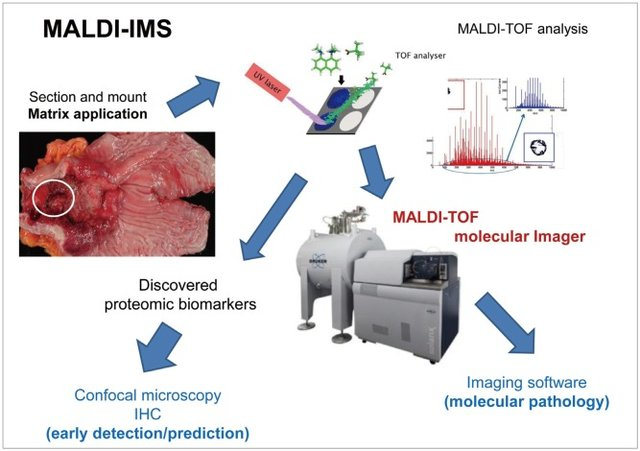 MALDI-IMS
MALDI-TOF analysis
TOF analyser
UV laser
Section and mount
Matrix application
MALDI-TOF
molecular Imager
BRUKER
Discovered
proteomic biomarkers
Confocal microscopy
IHC
(early detection/prediction)
Imaging software
(molecular pathology)